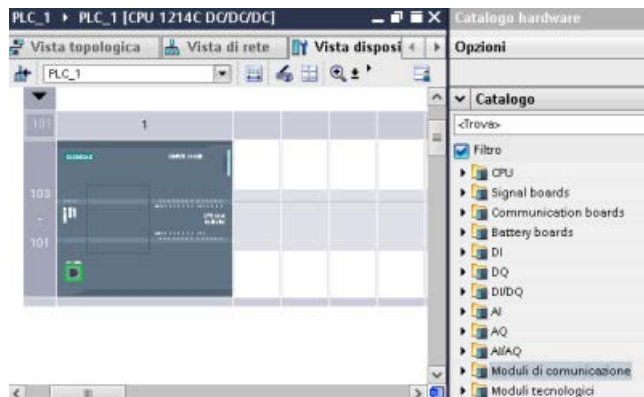 PLC_1 ▸ PLC_1 [CPU 1214C DC/DC/DC]
Vista topologica
Vista di rete
Vista disposi
PLC_1
101
1
103
-
101
SIEMENS
Catalogo hardware
Opzioni
Catalogo
<Trova>
Filtro
CPU
Signal boards
Communication boards
Battery boards
DI
DQ
DI/DQ
AI
AQ
AI/AQ
Moduli di comunicazione
Moduli tecnologici